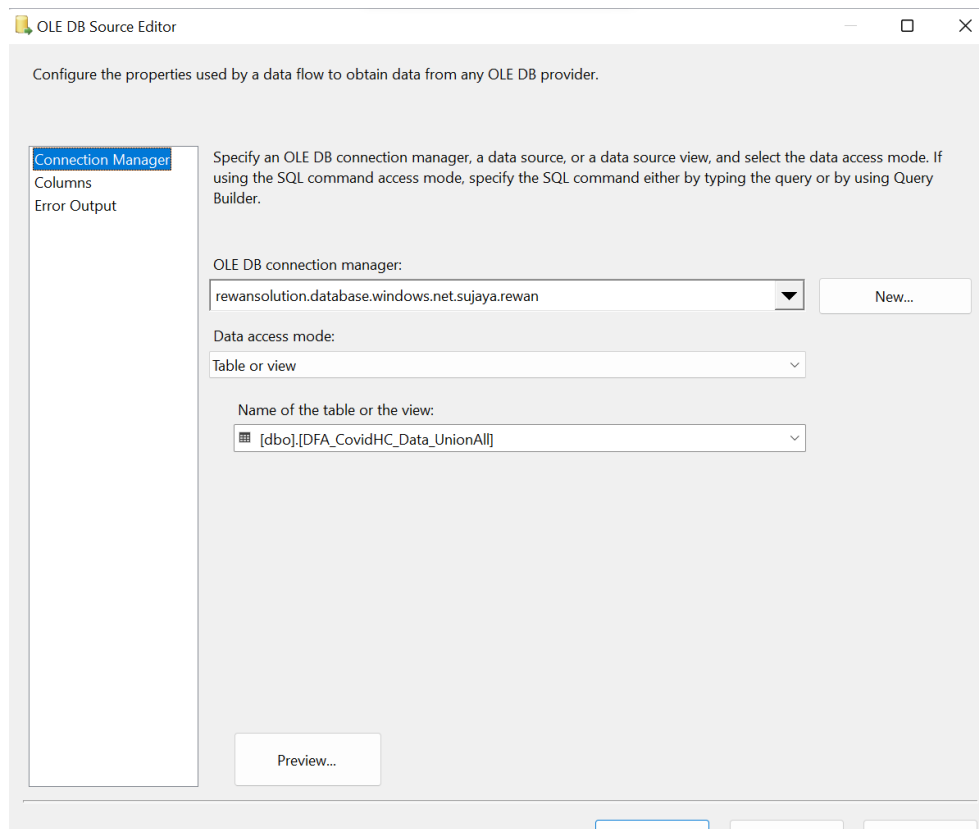 OLE DB Source Editor
Configure the properties used by a data flow to obtain data from any OLE DB provider.
Connection Manager
Columns
Error Output
Specify an OLE DB connection manager, a data source, or a data source view, and select the data access mode. If
using the SQL command access mode, specify the SQL command either by typing the query or by using Query
Builder.
OLE DB connection manager:
rewansolution.database.windows.net.sujaya.rewan
New...
Data access mode:
Table or view
Name of the table or the view:
[dbo].[DFA_CovidHC_Data_UnionAll]
Preview...